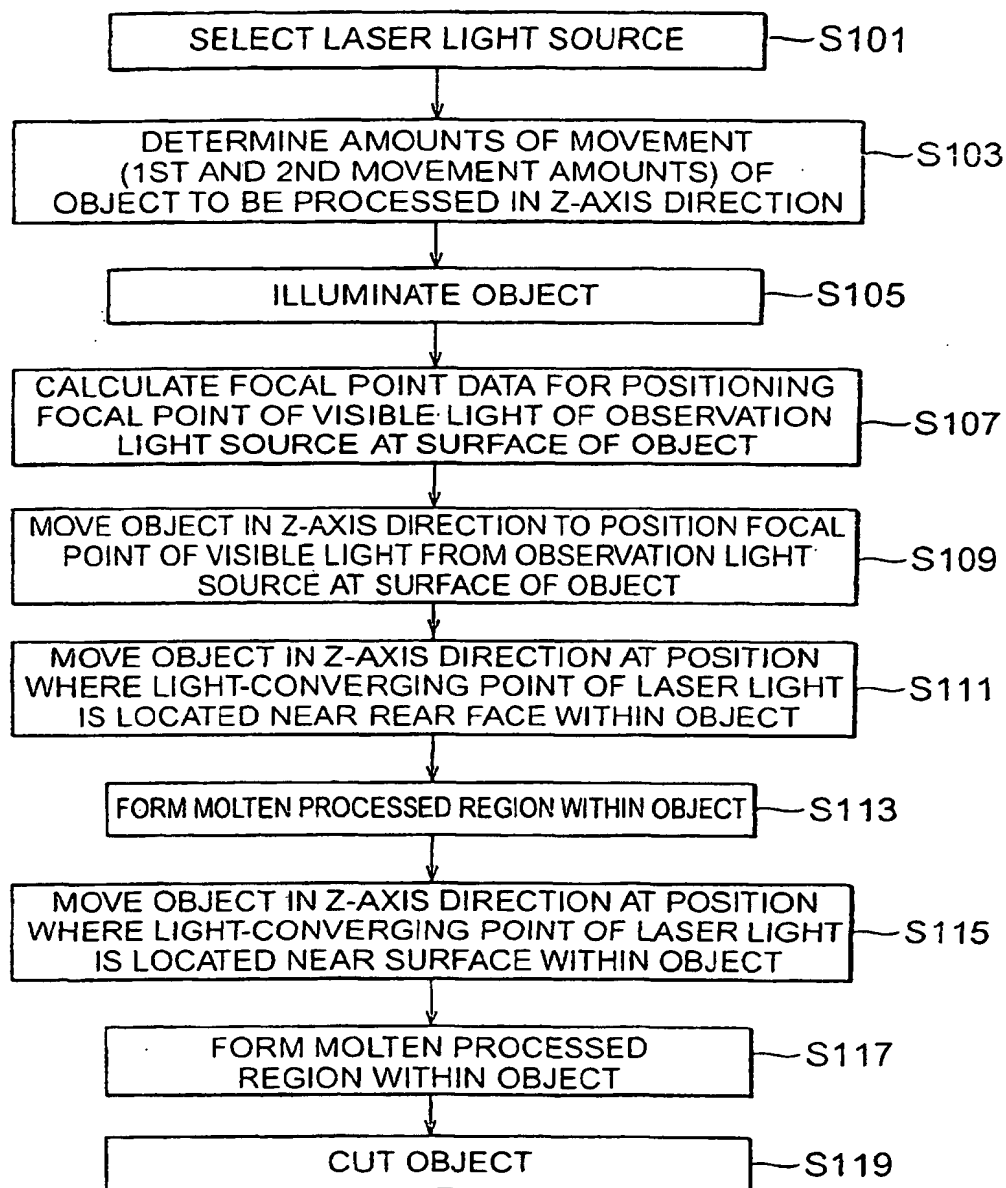 SELECT LASER LIGHT SOURCE
S101
DETERMINE AMOUNTS OF MOVEMENT
(1ST AND 2ND MOVEMENT AMOUNTS) OF
OBJECT TO BE PROCESSED IN Z-AXIS DIRECTION
S103
ILLUMINATE OBJECT
S105
CALCULATE FOCAL POINT DATA FOR POSITIONING
FOCAL POINT OF VISIBLE LIGHT OF OBSERVATION
LIGHT SOURCE AT SURFACE OF OBJECT
S107
MOVE OBJECT IN Z-AXIS DIRECTION TO POSITION FOCAL
POINT OF VISIBLE LIGHT FROM OBSERVATION LIGHT
SOURCE AT SURFACE OF OBJECT
S109
MOVE OBJECT IN Z-AXIS DIRECTION AT POSITION
WHERE LIGHT-CONVERGING POINT OF LASER LIGHT
IS LOCATED NEAR REAR FACE WITHIN OBJECT
S111
FORM MOLTEN PROCESSED REGION WITHIN OBJECT
S113
MOVE OBJECT IN Z-AXIS DIRECTION AT POSITION
WHERE LIGHT-CONVERGING POINT OF LASER LIGHT
IS LOCATED NEAR SURFACE WITHIN OBJECT
S115
FORM MOLTEN PROCESSED
REGION WITHIN OBJECT
S117
CUT OBJECT
S119